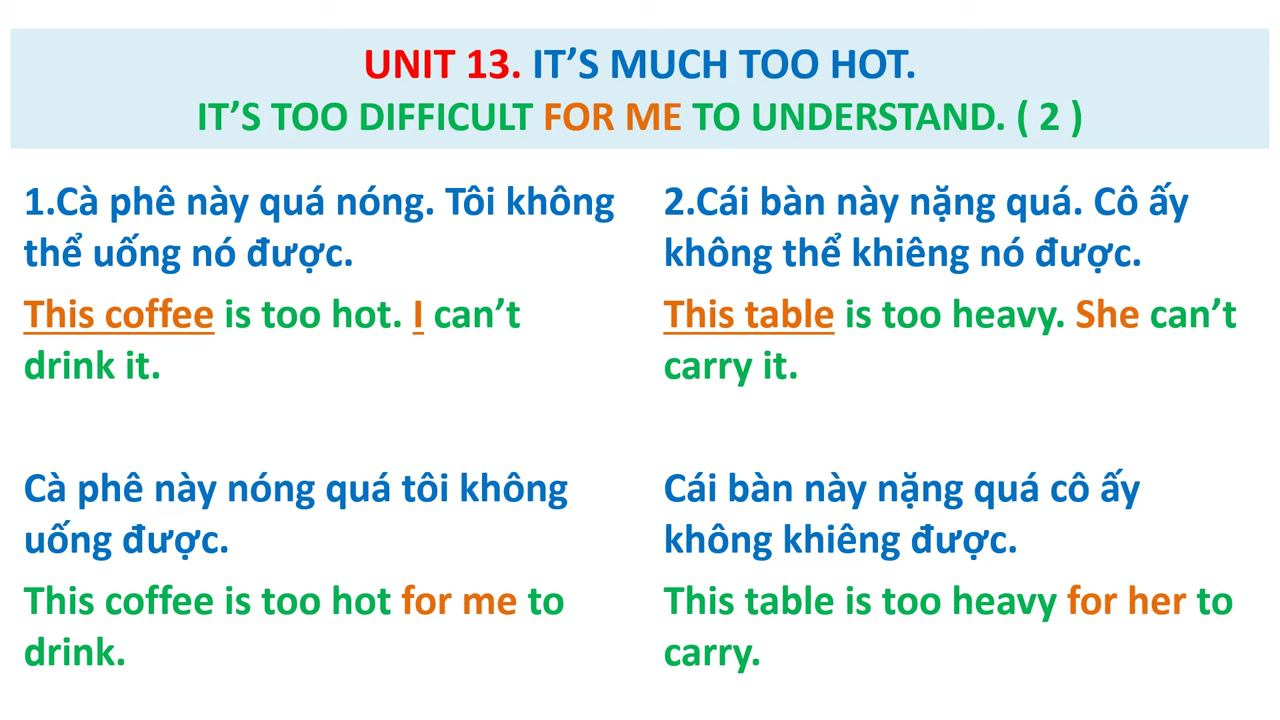 UNIT 13. IT’S MUCH TOO HOT.
IT’S TOO DIFFICULT FOR ME TO UNDERSTAND. ( 2 )
1.Cà phê này quá nóng. Tôi không
thể uống nó được.
This coffee is too hot. I can’t
drink it.
Cà phê này nóng quá tôi không
uống được.
This coffee is too hot for me to
drink.
2.Cái bàn này nặng quá. Cô ấy
không thể khiêng nó được.
This table is too heavy. She can’t
carry it.
Cái bàn này nặng quá cô ấy
không khiêng được.
This table is too heavy for her to
carry.